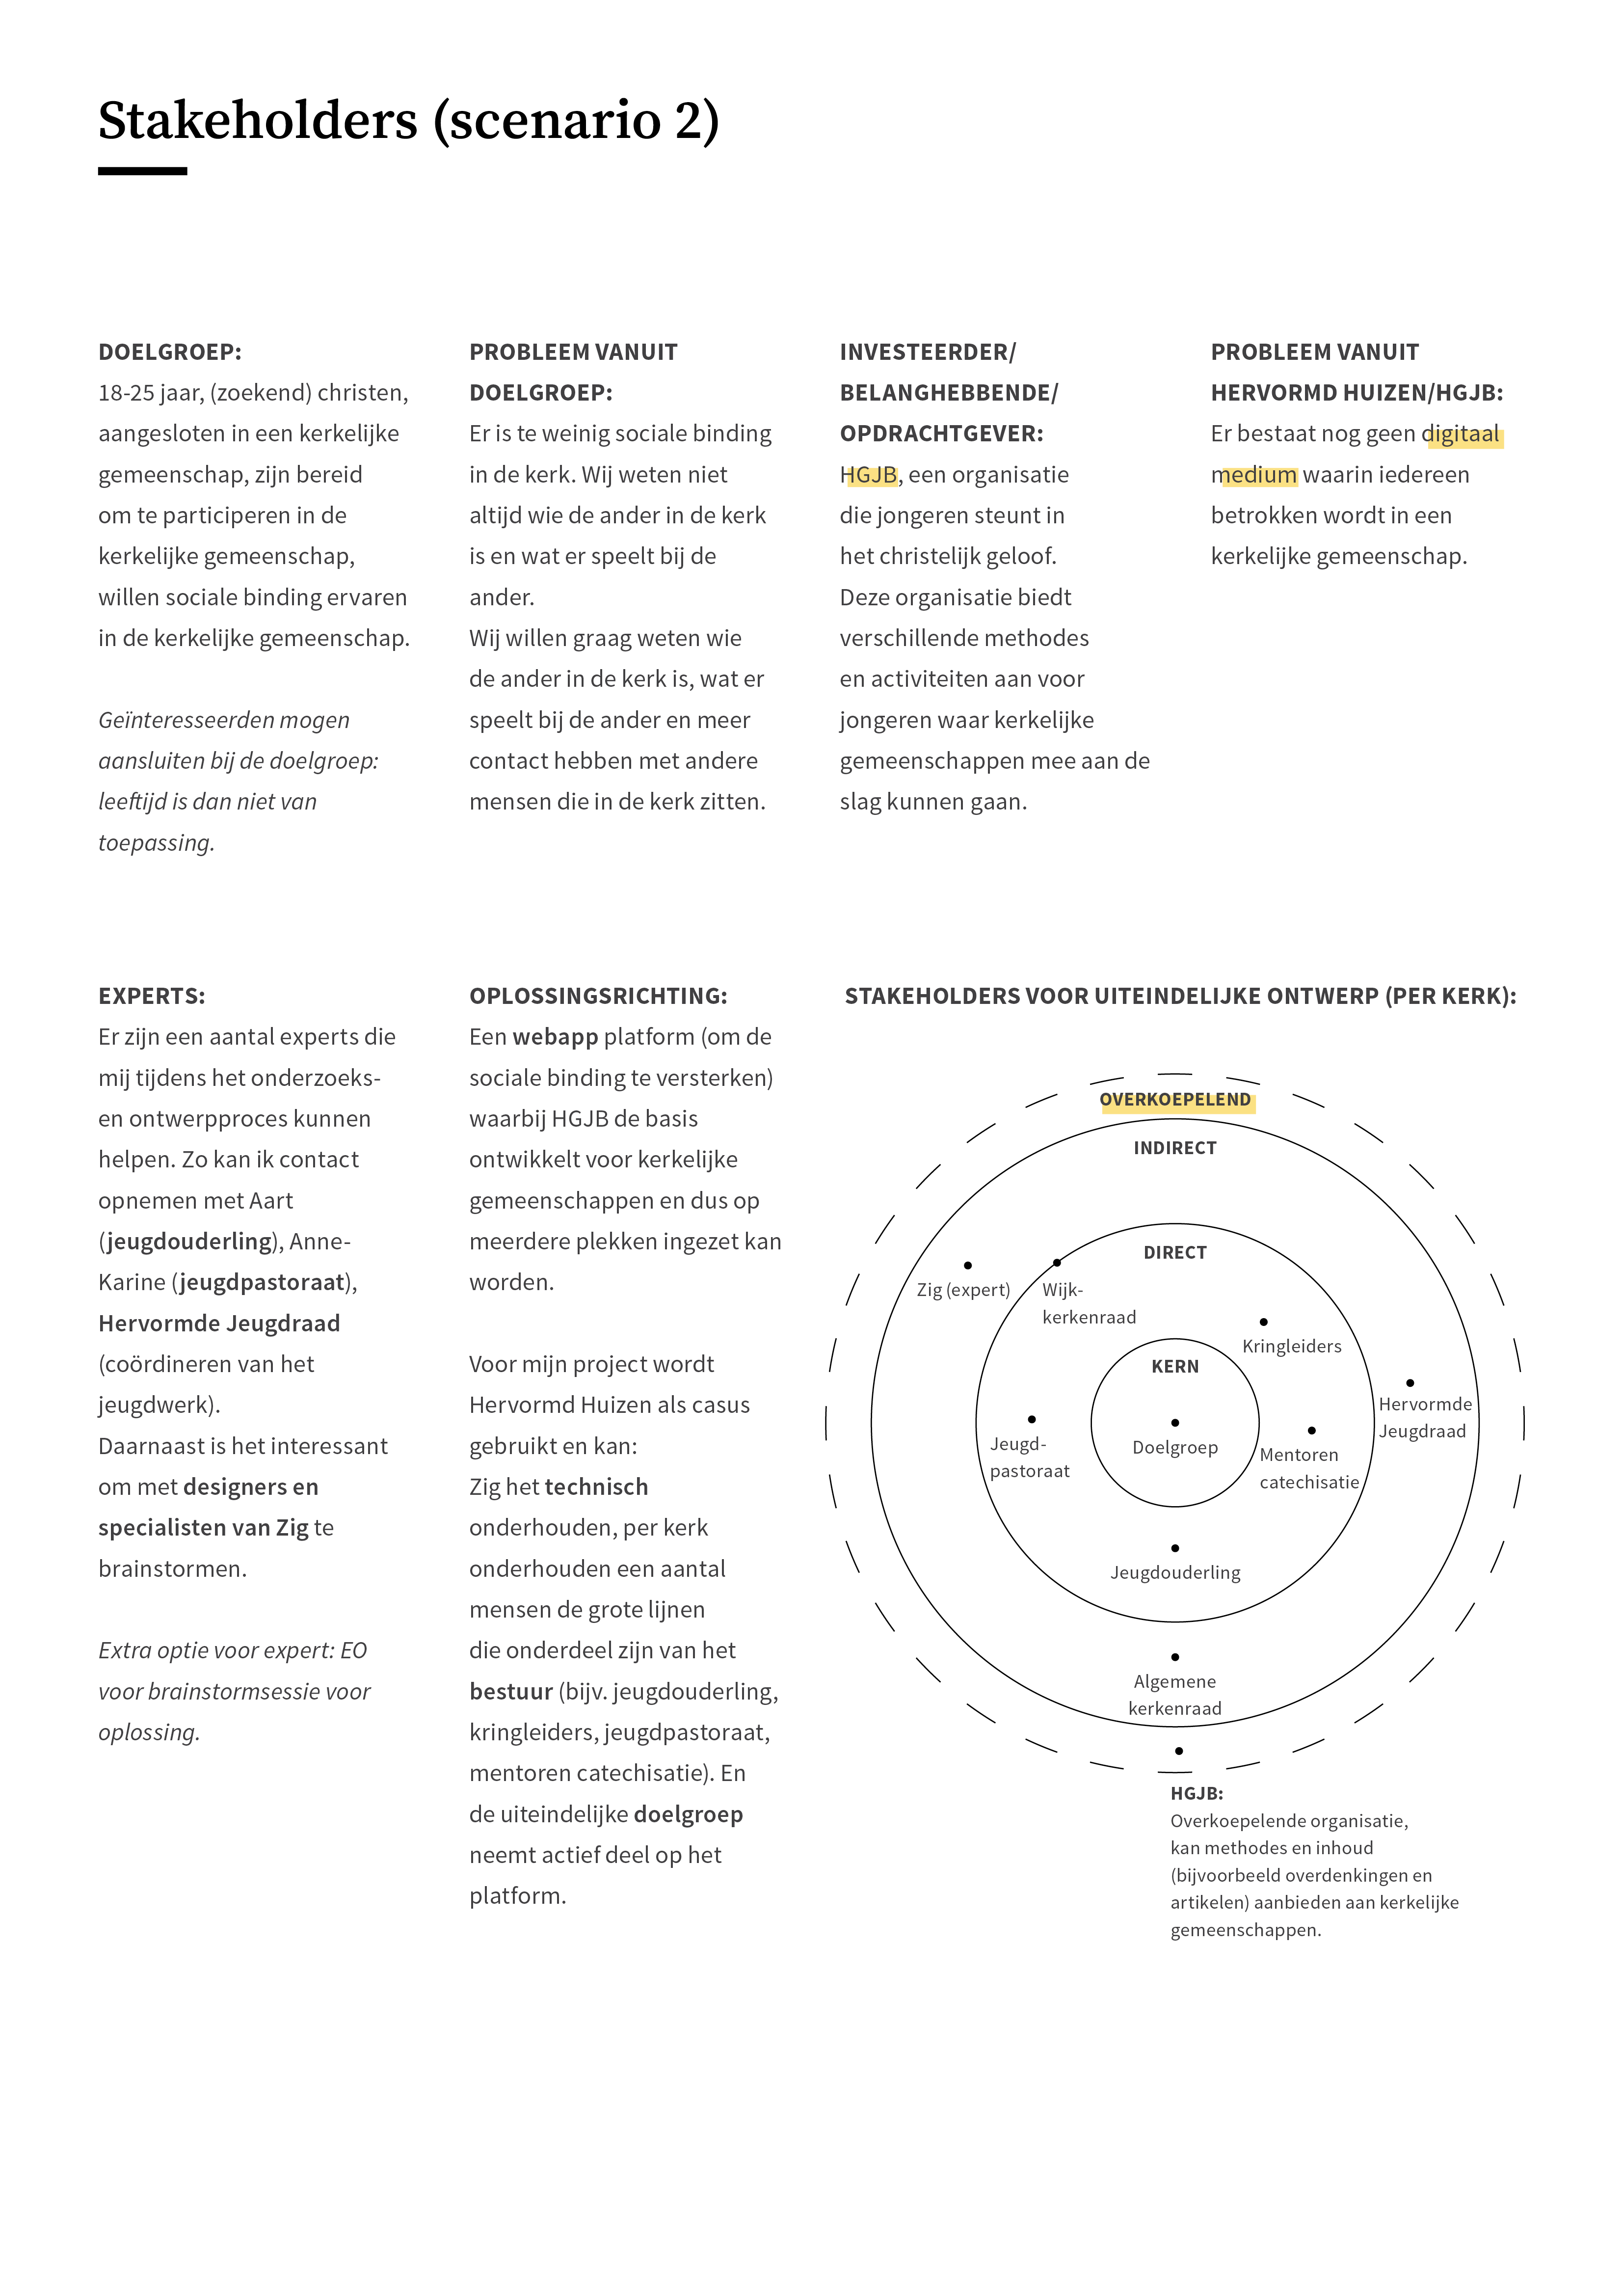 Stakeholders (scenario 2)
DOELGROEP:
18-25 jaar, (zoekend) christen,
aangesloten in een kerkelijke
gemeenschap, zijn bereid
om te participeren in de
kerkelijke gemeenschap,
willen sociale binding ervaren
in de kerkelijke gemeenschap.
Geïnteresseerden mogen
aansluiten bij de doelgroep:
leeftijd is dan niet van
toepassing.
PROBLEEM VANUIT
DOELGROEP:
Er is te weinig sociale binding
in de kerk. Wij weten niet
altijd wie de ander in de kerk
is en wat er speelt bij de
ander.
Wij willen graag weten wie
de ander in de kerk is, wat er
speelt bij de ander en meer
contact hebben met andere
mensen die in de kerk zitten.
INVESTEERDER/
BELANGHEBBENDE/
OPDRACHTGEVER:
HGJB, een organisatie
die jongeren steunt in
het christelijk geloof.
Deze organisatie biedt
verschillende methodes
en activiteiten aan voor
jongeren waar kerkelijke
gemeenschappen mee aan de
slag kunnen gaan.
PROBLEEM VANUIT
HERVORMD HUIZEN/HGJB:
Er bestaat nog geen digitaal
medium waarin iedereen
betrokken wordt in een
kerkelijke gemeenschap.
EXPERTS:
Er zijn een aantal experts die
mij tijdens het onderzoeks-
en ontwerpproces kunnen
helpen. Zo kan ik contact
opnemen met Aart
(jeugdouderling), Anne-
Karine (jeugdpastoraat),
Hervormde Jeugdraad
(coördineren van het
jeugdwerk).
Daarnaast is het interessant
om met designers en
specialisten van Zig te
brainstormen.
Extra optie voor expert: EO
voor brainstormsessie voor
oplossing.
OPLOSSINGSRICHTING:
Een webapp platform (om de
sociale binding te versterken)
waarbij HGJB de basis
ontwikkelt voor kerkelijke
gemeenschappen en dus op
meerdere plekken ingezet kan
worden.
Voor mijn project wordt
Hervormd Huizen als casus
gebruikt en kan:
Zig het technisch
onderhouden, per kerk
onderhouden een aantal
mensen de grote lijnen
die onderdeel zijn van het
bestuur (bijv. jeugdouderling,
kringleiders, jeugdpastoraat,
mentoren catechisatie). En
de uiteindelijke doelgroep
neemt actief deel op het
platform.
STAKEHOLDERS VOOR UITEINDELIJKE ONTWERP (PER KERK):
OVERKOEPELEND
INDIRECT
DIRECT
Zig (expert)
Wijk-
kerkenraad
Kringleiders
KERN
Hervormde
Jeugdraad
Jeugd-
pastoraat
Doelgroep
Mentoren
catechisatie
Jeugdouderling
Algemene
kerkenraad
HGJB:
Overkoepelende organisatie,
kan methodes en inhoud
(bijvoorbeeld overdenkingen en
artikelen) aanbieden aan kerkelijke
gemeenschappen.